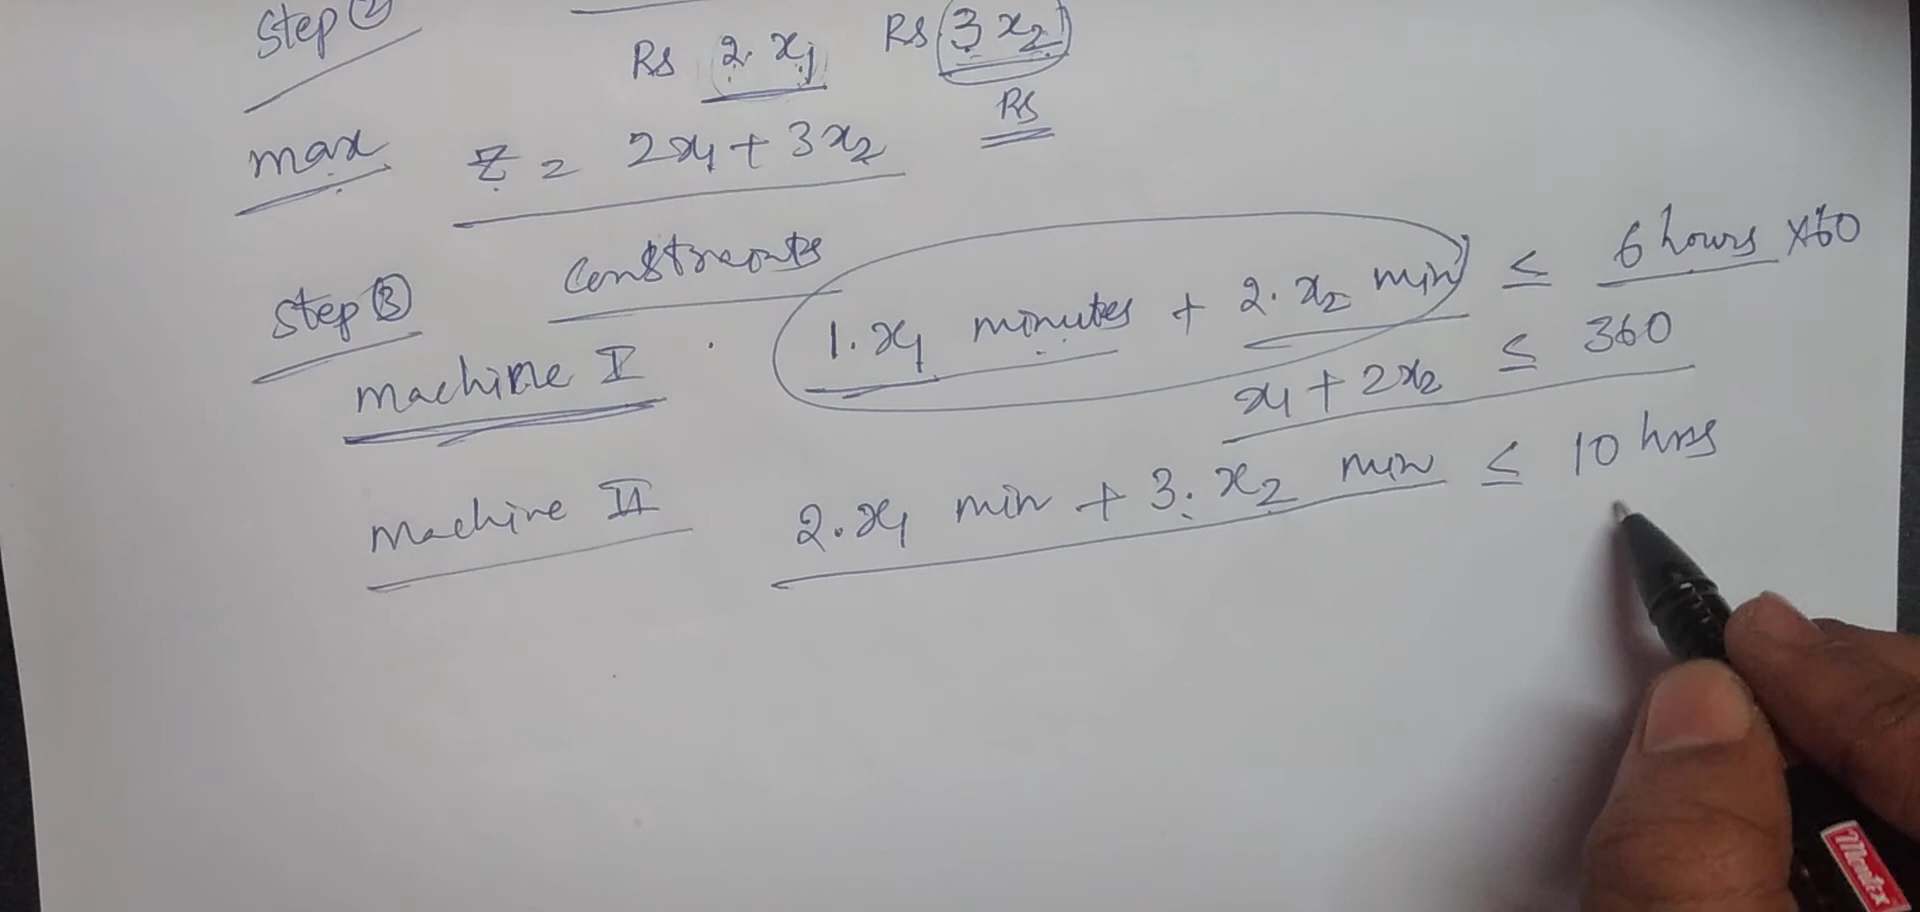 Step ②
Rs 2. x₁ Rs 3 x₂
Rs
max Z = 2x₁ + 3x₂
Step ③ Constraints
1. x₁ minutes + 2. x₂ min ≤ 6 hours x60
Machine I
x₁ + 2x₂ ≤ 360
Machine II 2. x₁ min + 3. x₂ min ≤ 10 hrs
Montex